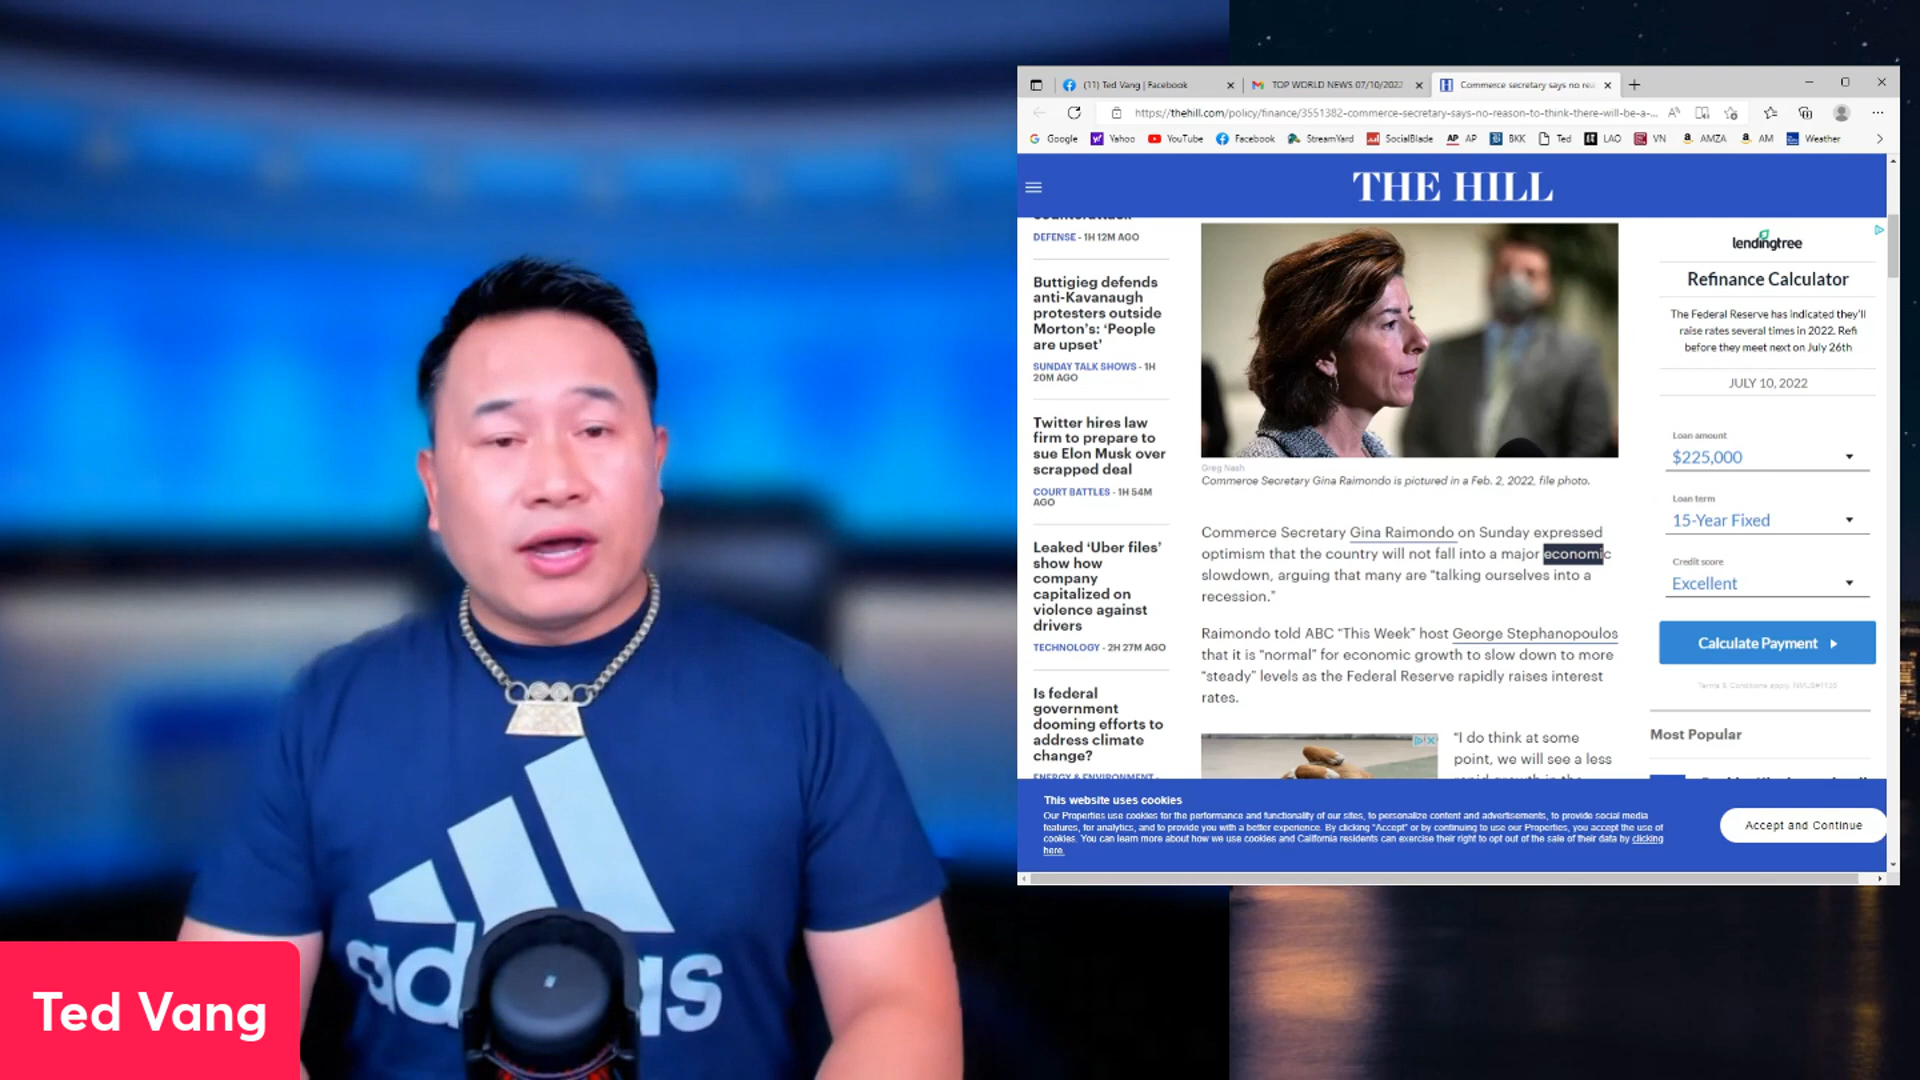 (11) Ted Vang | Facebook
TOP WORLD NEWS 07/10/2022
Commerce secretary says no rea
https://thehill.com/policy/finance/3551382-commerce-secretary-says-no-reason-to-think-there-will-be-a-...
Google Yahoo YouTube Facebook StreamYard SocialBlade AP AP BKK Ted LAO VN AMZA AM Weather
THE HILL
DEFENSE - 1H 12M AGO
Buttigieg defends
anti-Kavanaugh
protesters outside
Morton's: ‘People
are upset’
SUNDAY TALK SHOWS - 1H
20M AGO
Twitter hires law
firm to prepare to
sue Elon Musk over
scrapped deal
COURT BATTLES - 1H 54M
AGO
Leaked ‘Uber files’
show how
company
capitalized on
violence against
drivers
TECHNOLOGY - 2H 27M AGO
Is federal
government
dooming efforts to
address climate
change?
ENERGY & ENVIRONMENT -
Greg Nash
Commerce Secretary Gina Raimondo is pictured in a Feb. 2, 2022, file photo.
Commerce Secretary Gina Raimondo on Sunday expressed
optimism that the country will not fall into a major economic
slowdown, arguing that many are “talking ourselves into a
recession.”
Raimondo told ABC “This Week” host George Stephanopoulos
that it is “normal” for economic growth to slow down to more
“steady” levels as the Federal Reserve rapidly raises interest
rates.
“I do think at some
point, we will see a less
lendingtree
Refinance Calculator
The Federal Reserve has indicated they'll
raise rates several times in 2022. Refi
before they meet next on July 26th
JULY 10, 2022
Loan amount
$225,000
Loan term
15-Year Fixed
Credit score
Excellent
Calculate Payment
Terms & Conditions apply. NMLS#1136
Most Popular
This website uses cookies
Our Properties use cookies for the performance and functionality of our sites, to personalize content and advertisements, to provide social media
features, for analytics, and to provide you with a better experience. By clicking "Accept" or by continuing to use our Properties, you accept the use of
cookies. You can learn more about how we use cookies and California residents can exercise their right to opt out of the sale of their data by clicking
here.
Accept and Continue
adidas
Ted Vang